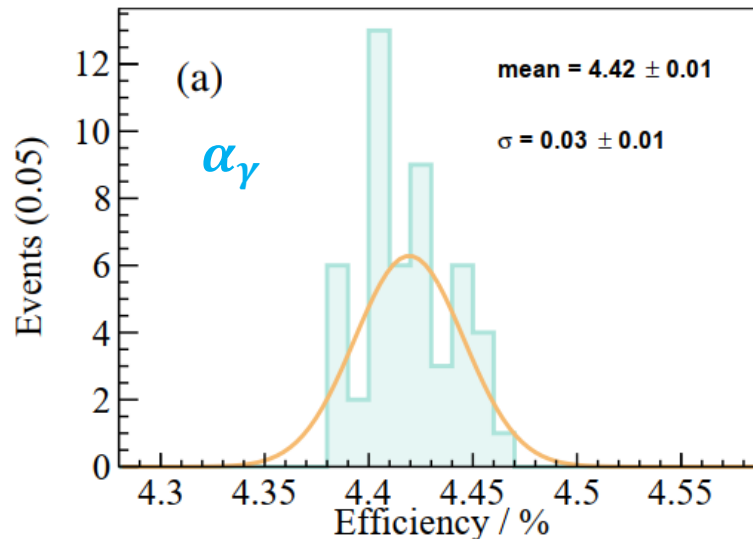 (a)
mean = 4.42 ± 0.01
σ = 0.03 ± 0.01
α_γ
Events (0.05)
12
10
8
6
4
2
0
4.3 4.35 4.4 4.45 4.5 4.55
Efficiency / %